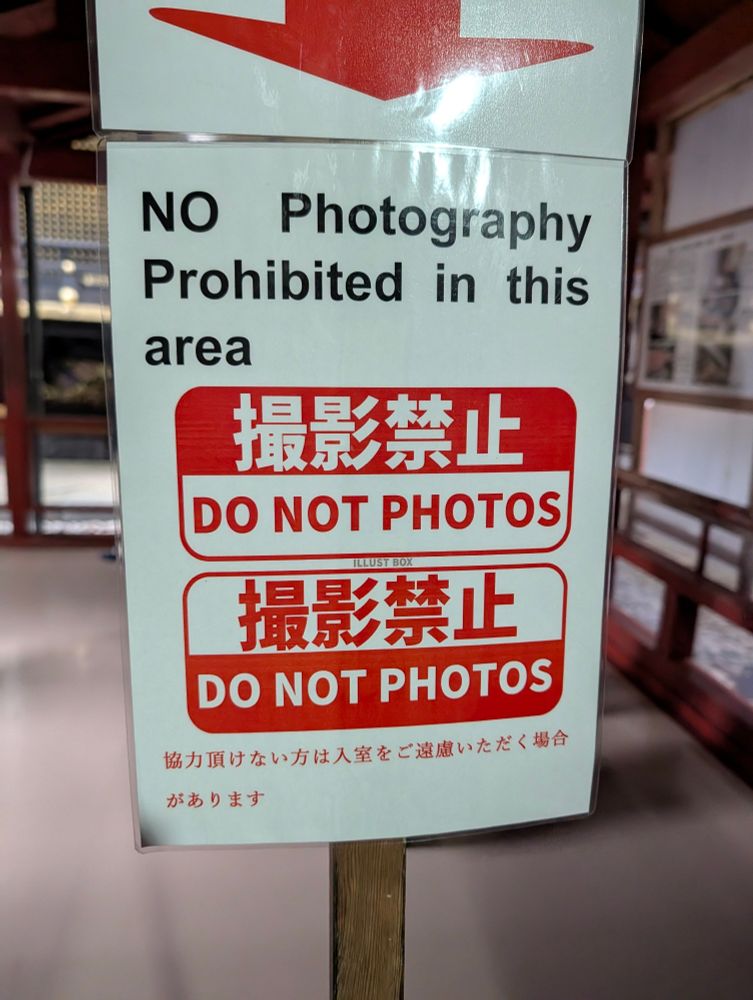 NO Photography
Prohibited in this
area
撮影禁止
DO NOT PHOTOS
ILLUST BOX
撮影禁止
DO NOT PHOTOS
協力頂けない方は入室をご遠慮いただく場合
があります